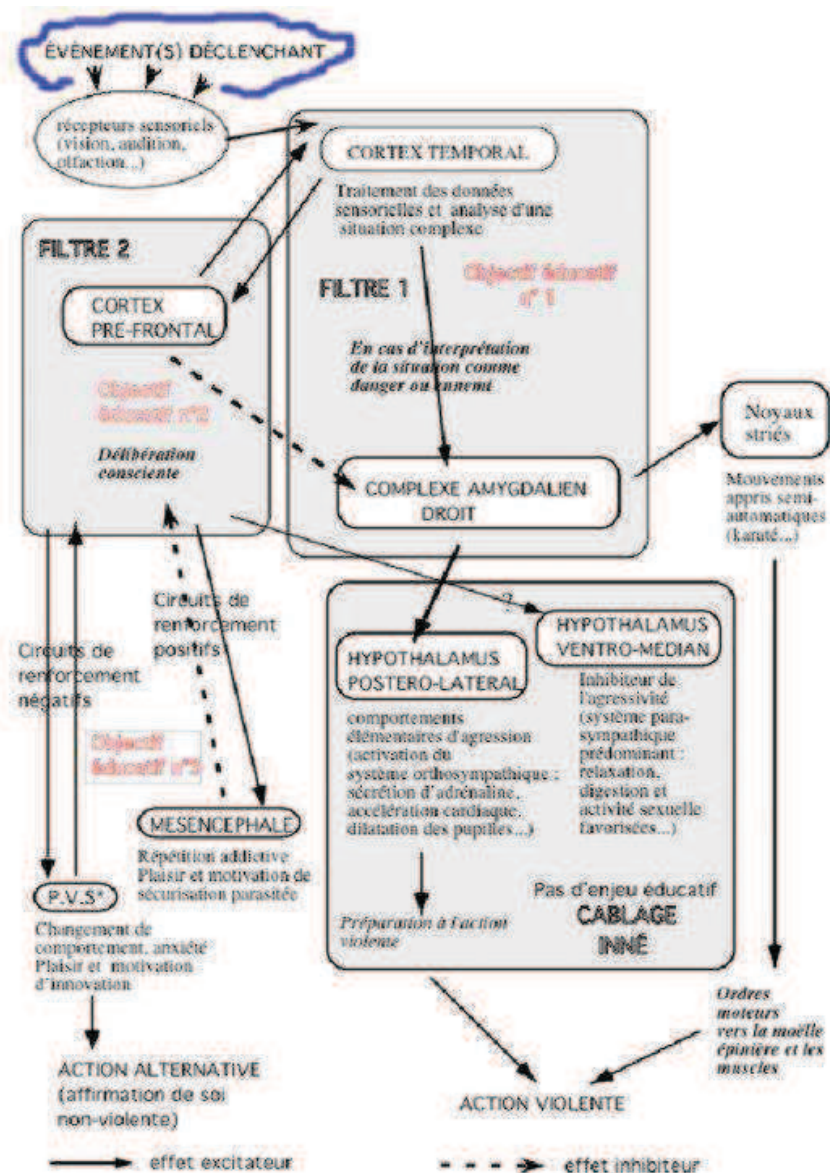 ÉVÉNEMENT(S) DÉCLENCHANT
récepteurs sensoriels
(vision, audition,
olfaction...)
CORTEX TEMPORAL
Traitement des données
sensorielles et analyse d'une
situation complexe
FILTRE 1
Objectif éducatif
n° 1
En cas d'interprétation
de la situation comme
danger ou ennemi
COMPLEXE AMYGDALIEN
DROIT
FILTRE 2
CORTEX
PRE-FRONTAL
Objectif
éducatif n°2
Délibération
consciente
Noyaux
striés
Mouvements
appris semi-
automatiques
(karaté...)
Circuits de
renforcement
positifs
Circuits de
renforcement
négatifs
Objectif
éducatif n°3
MESENCEPHALE
Répétition addictive
Plaisir et motivation de
sécurisation parasitée
P.V.S*
Changement de
comportement, anxiété
Plaisir et motivation
d'innovation
ACTION ALTERNATIVE
(affirmation de soi
non-violente)
?
HYPOTHALAMUS
POSTERO-LATERAL
comportements
élémentaires d'agression
(activation du
système orthosympathique :
sécrétion d'adrénaline,
accélération cardiaque,
dilatation des pupilles...)
Préparation à l'action
violente
HYPOTHALAMUS
VENTRO-MEDIAN
Inhibiteur de
l'agressivité
(système para-
sympathique
prédominant :
relaxation,
digestion et
activité sexuelle
favorisées...)
Pas d'enjeu éducatif
CABLAGE
INNÉ
Ordres
moteurs
vers la moëlle
épinière et les
muscles
ACTION VIOLENTE
effet excitateur
effet inhibiteur